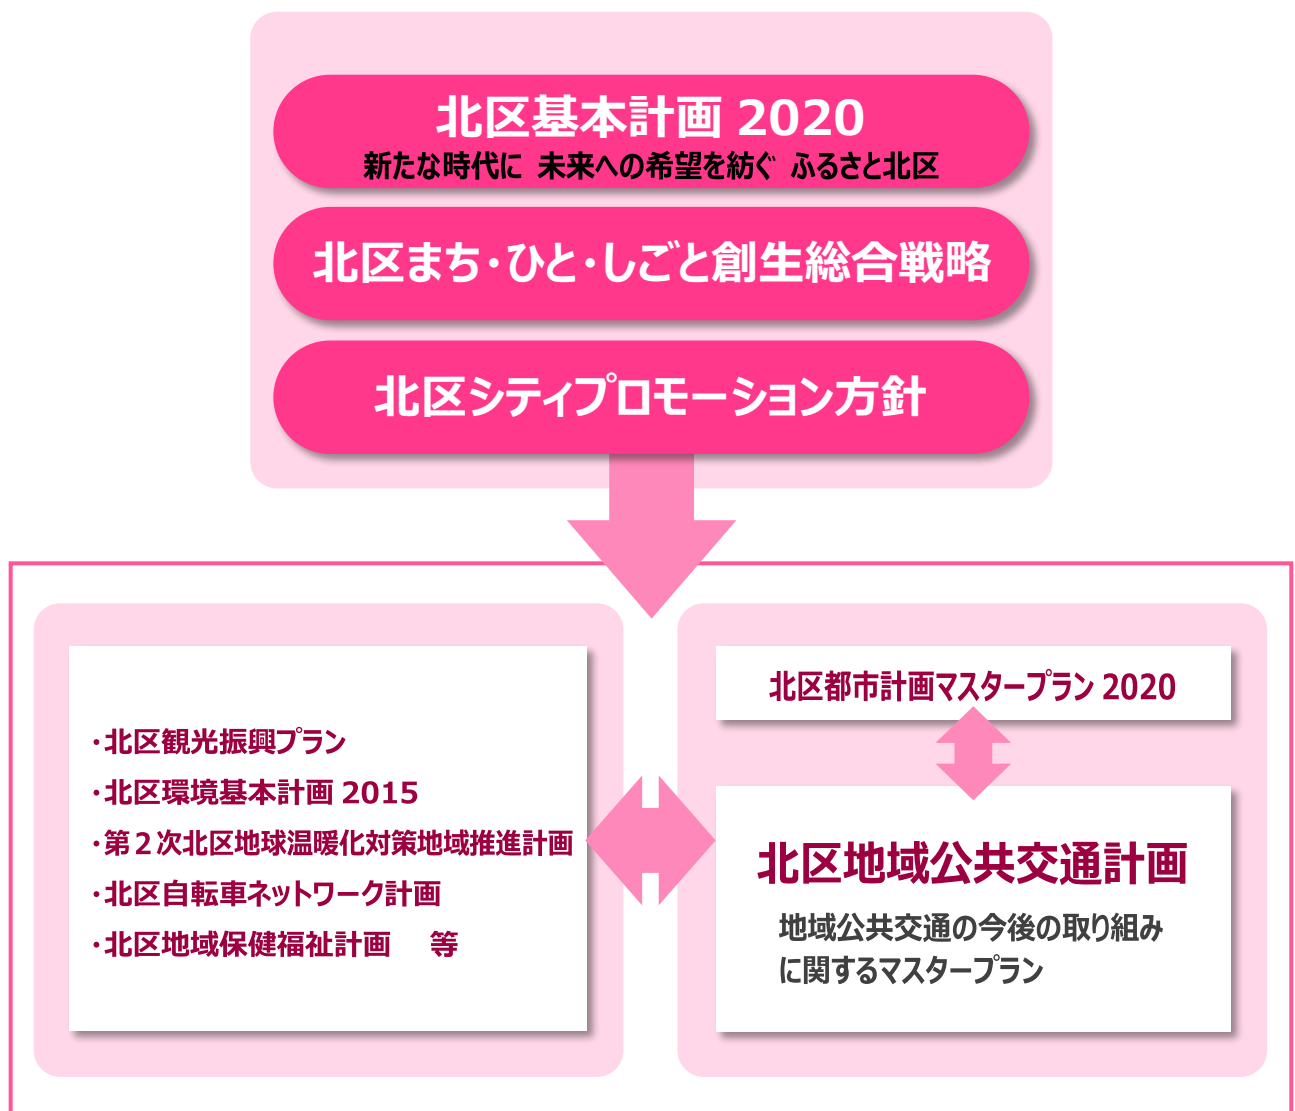 北区基本計画 2020
新たな時代に 未来への希望を紡ぐ ふるさと北区
北区まち・ひと・しごと創生総合戦略
北区シティプロモーション方針
・北区観光振興プラン
・北区環境基本計画 2015
・第２次北区地球温暖化対策地域推進計画
・北区自転車ネットワーク計画
・北区地域保健福祉計画 等
北区都市計画マスタープラン 2020
北区地域公共交通計画
地域公共交通の今後の取り組み
に関するマスタープラン